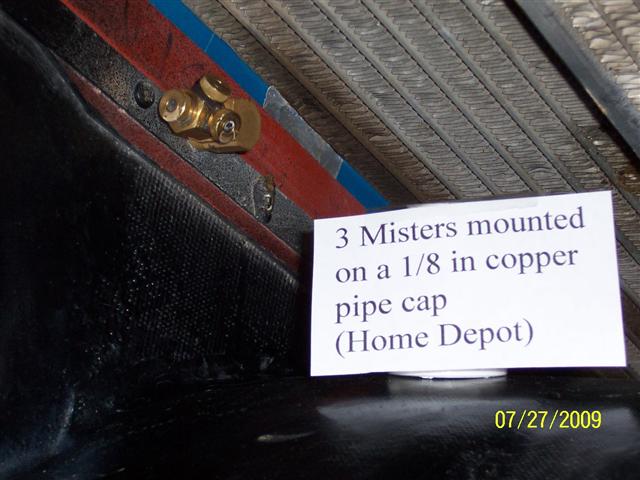 3 Misters mounted
on a 1/8 in copper
pipe cap
(Home Depot)
07/27/2009